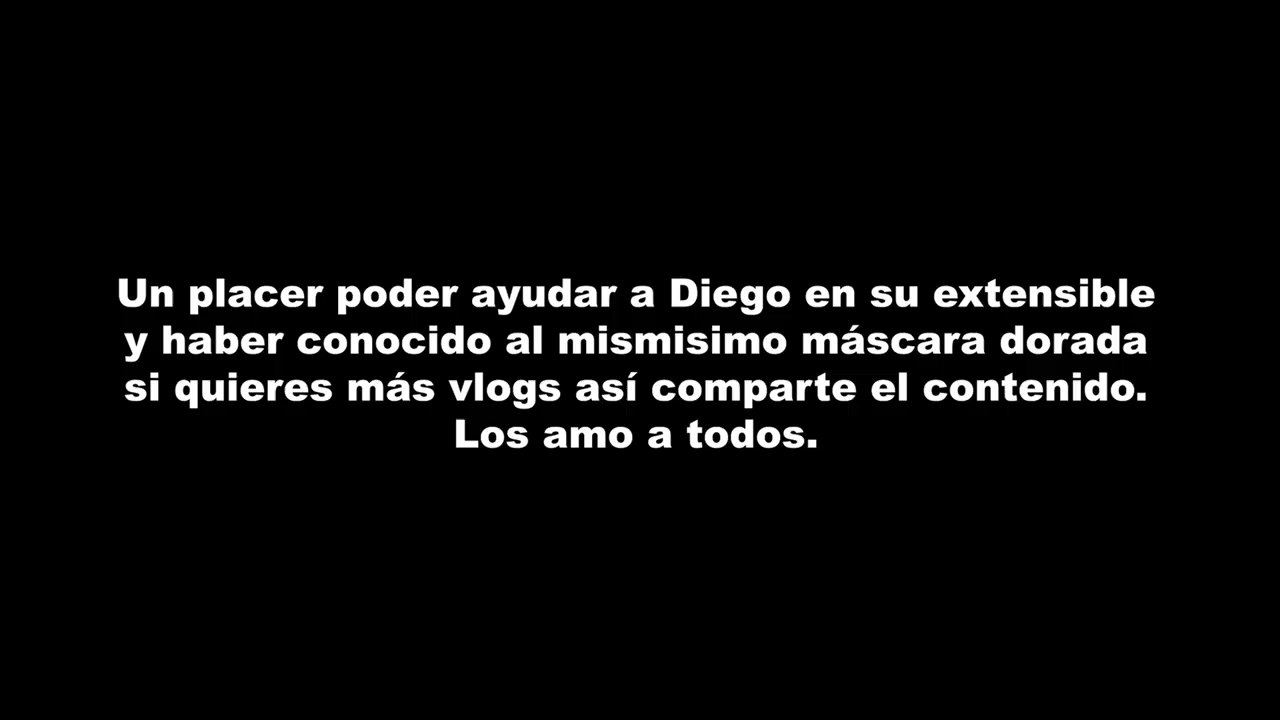 Un placer poder ayudar a Diego en su extensible
y haber conocido al mismisimo máscara dorada
si quieres más vlogs así comparte el contenido.
Los amo a todos.